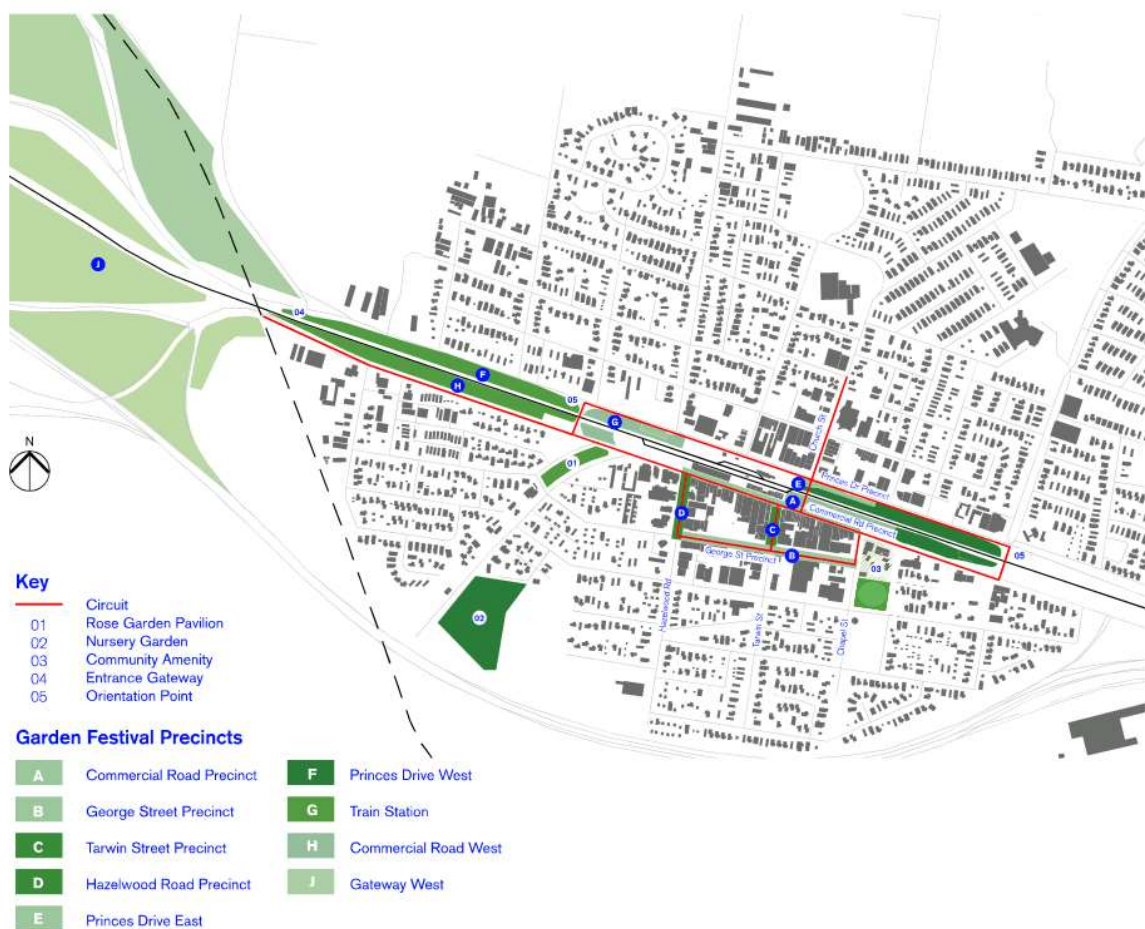 J
04
F
H
05
G
Church St
01
E
Princes Dr Precinct
A
Commercial Rd Precinct
D
C
George St Precinct
B
05
03
N
Hazelwood Rd
02
Tarwin St
Chapel St
Key
Circuit
01 Rose Garden Pavilion
02 Nursery Garden
03 Community Amenity
04 Entrance Gateway
05 Orientation Point
Garden Festival Precincts
A Commercial Road Precinct
B George Street Precinct
C Tarwin Street Precinct
D Hazelwood Road Precinct
E Princes Drive East
F Princes Drive West
G Train Station
H Commercial Road West
J Gateway West